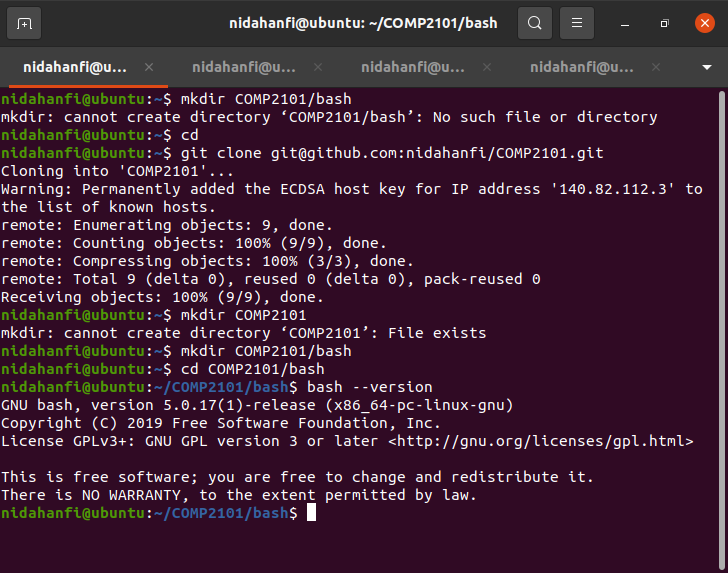 nidahanfi@ubuntu: ~/COMP2101/bash
nidahanfi@u... nidahanfi@u... nidahanfi@u... nidahanfi@u...
nidahanfi@ubuntu:~$ mkdir COMP2101/bash
mkdir: cannot create directory ‘COMP2101/bash’: No such file or directory
nidahanfi@ubuntu:~$ cd
nidahanfi@ubuntu:~$ git clone git@github.com:nidahanfi/COMP2101.git
Cloning into 'COMP2101'...
Warning: Permanently added the ECDSA host key for IP address '140.82.112.3' to
the list of known hosts.
remote: Enumerating objects: 9, done.
remote: Counting objects: 100% (9/9), done.
remote: Compressing objects: 100% (3/3), done.
remote: Total 9 (delta 0), reused 0 (delta 0), pack-reused 0
Receiving objects: 100% (9/9), done.
nidahanfi@ubuntu:~$ mkdir COMP2101
mkdir: cannot create directory ‘COMP2101’: File exists
nidahanfi@ubuntu:~$ mkdir COMP2101/bash
nidahanfi@ubuntu:~$ cd COMP2101/bash
nidahanfi@ubuntu:~/COMP2101/bash$ bash --version
GNU bash, version 5.0.17(1)-release (x86_64-pc-linux-gnu)
Copyright (C) 2019 Free Software Foundation, Inc.
License GPLv3+: GNU GPL version 3 or later <http://gnu.org/licenses/gpl.html>
This is free software; you are free to change and redistribute it.
There is NO WARRANTY, to the extent permitted by law.
nidahanfi@ubuntu:~/COMP2101/bash$